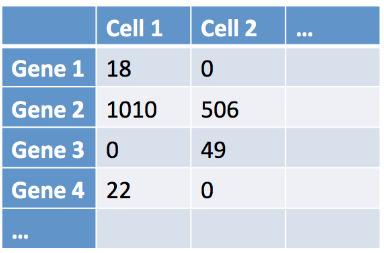 Cell 1 Cell 2 ...
Gene 1 18 0
Gene 2 1010 506
Gene 3 0 49
Gene 4 22 0
...